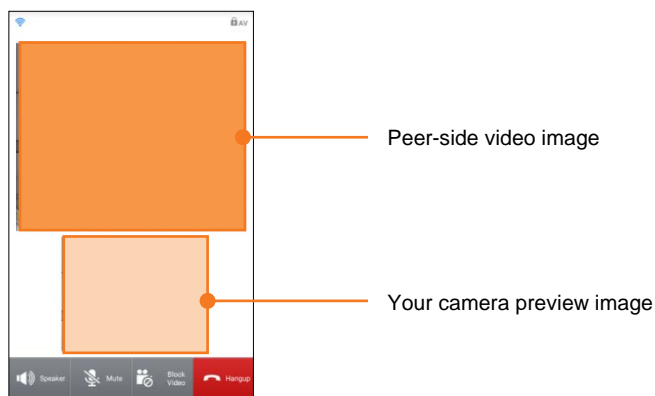 AV
Peer-side video image
Your camera preview image
Speaker
Mute
Block
Video
Hangup